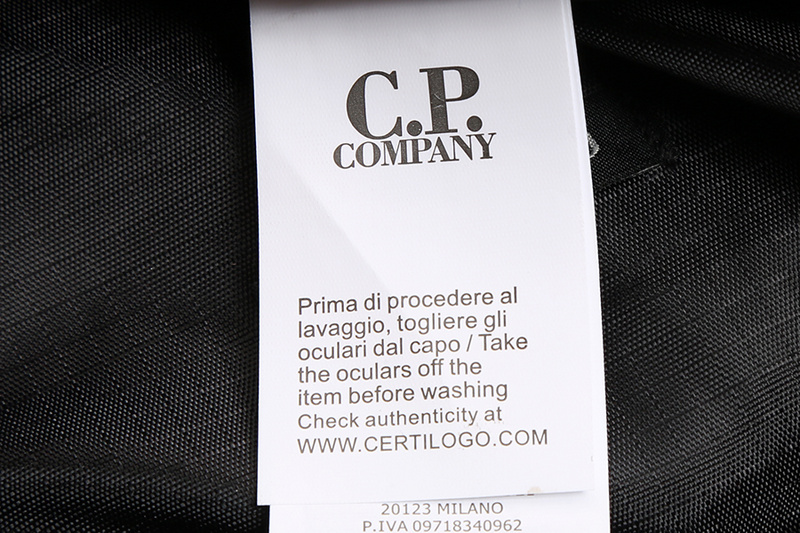 C.P.
COMPANY
Prima di procedere al
lavaggio, togliere gli
oculari dal capo / Take
the oculars off the
item before washing
Check authenticity at
WWW.CERTILOGO.COM
20123 MILANO
P.IVA 09718340962